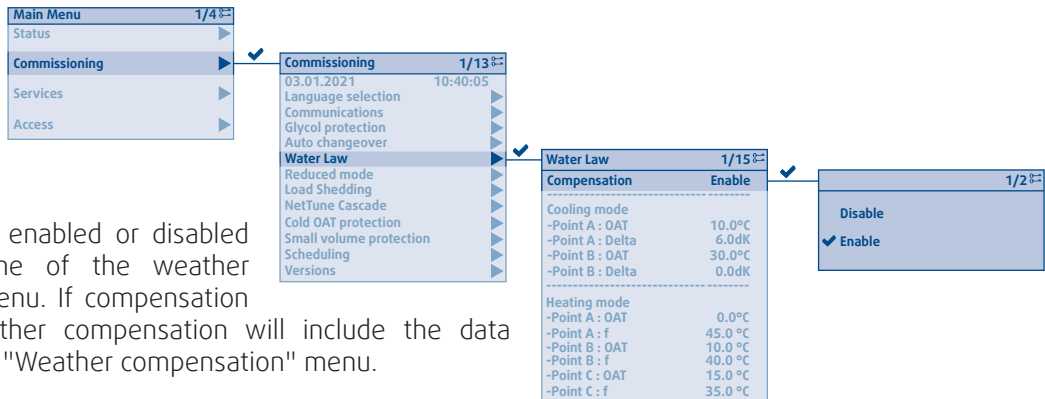 Main Menu 1/4
Status
Commissioning
Services
Access
Commissioning 1/13
03.01.2021 10:40:05
Language selection
Communications
Glycol protection
Auto changeover
Water Law
Reduced mode
Load Shedding
NetTune Cascade
Cold OAT protection
Small volume protection
Scheduling
Versions
Water Law 1/15
Compensation Enable
Cooling mode
-Point A : OAT 10.0°C
-Point A : Delta 6.0dK
-Point B : OAT 30.0°C
-Point B : Delta 0.0dK
Heating mode
-Point A : OAT 0.0°C
-Point A : f 45.0 °C
-Point B : OAT 10.0 °C
-Point B : f 40.0 °C
-Point C : OAT 15.0 °C
-Point C : f 35.0 °C
1/2
Disable
Enable
enabled or disabled
of the weather
If compensation
compensation will include the data
"Weather compensation" menu.